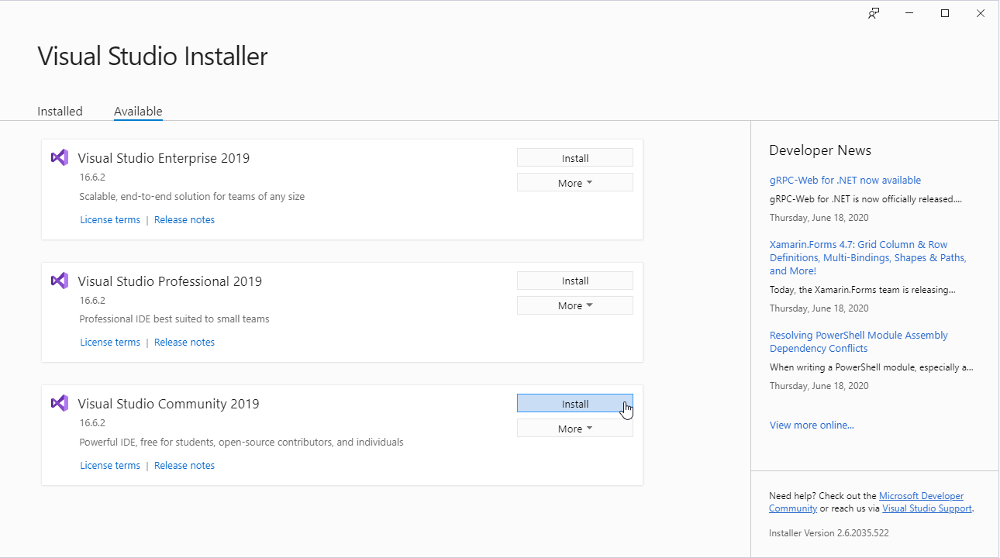 Visual Studio Installer
Installed
Available
Visual Studio Enterprise 2019
16.6.2
Scalable, end-to-end solution for teams of any size
License terms | Release notes
Install
More
Visual Studio Professional 2019
16.6.2
Professional IDE best suited to small teams
License terms | Release notes
Install
More
Visual Studio Community 2019
16.6.2
Powerful IDE, free for students, open-source contributors, and individuals
License terms | Release notes
Install
More
Developer News
gRPC-Web for .NET now available
gRPC-Web for .NET is now officially released....
Thursday, June 18, 2020
Xamarin.Forms 4.7: Grid Column & Row
Definitions, Multi-Bindings, Shapes & Paths,
and More!
Today, the Xamarin.Forms team is releasing...
Thursday, June 18, 2020
Resolving PowerShell Module Assembly
Dependency Conflicts
When writing a PowerShell module, especially a...
Thursday, June 18, 2020
View more online...
Need help? Check out the Microsoft Developer
Community or reach us via Visual Studio Support.
Installer Version 2.6.2035.522